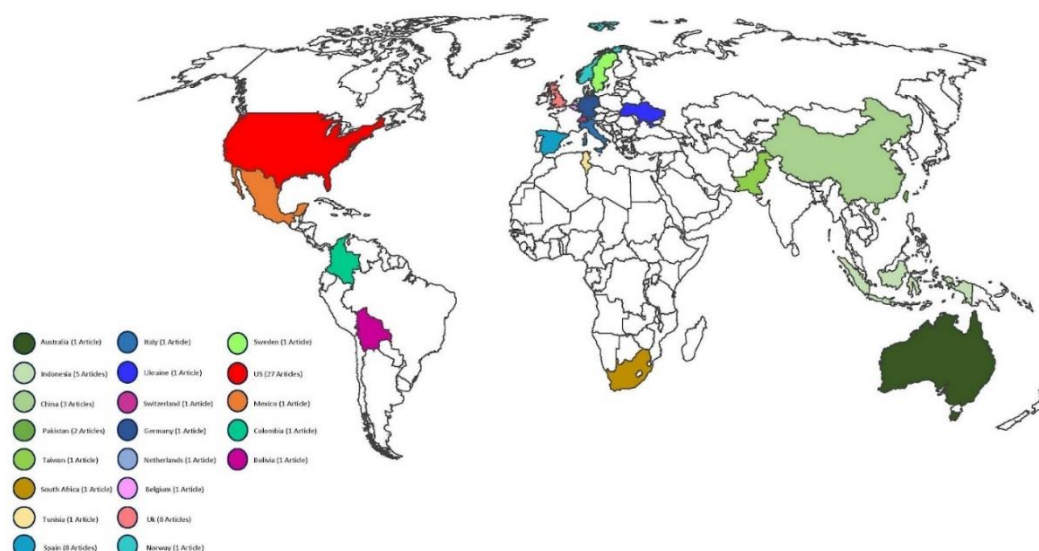 Australia (1 Article)
Indonesia (5 Articles)
China (3 Articles)
Pakistan (2 Articles)
Taiwan (1 Article)
South Africa (1 Article)
Tunisia (1 Article)
Spain (8 Articles)
Italy (1 Article)
Ukraine (1 Article)
Switzerland (1 Article)
Germany (1 Article)
Netherlands (1 Article)
Belgium (1 Article)
UK (8 Articles)
Norway (1 Article)
Sweden (1 Article)
US (27 Articles)
Mexico (1 Article)
Colombia (1 Article)
Bolivia (1 Article)